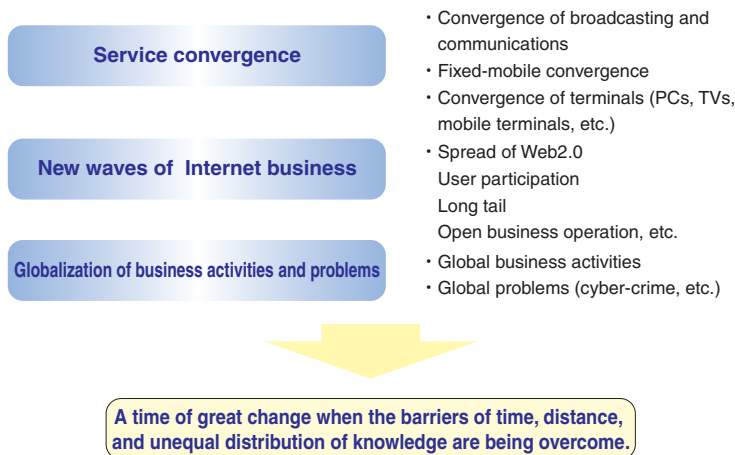 Service convergence
・Convergence of broadcasting and
communications
・Fixed-mobile convergence
・Convergence of terminals (PCs, TVs,
mobile terminals, etc.)
New waves of Internet business
・Spread of Web2.0
User participation
Long tail
Open business operation, etc.
Globalization of business activities and problems
・Global business activities
・Global problems (cyber-crime, etc.)
A time of great change when the barriers of time, distance,
and unequal distribution of knowledge are being overcome.